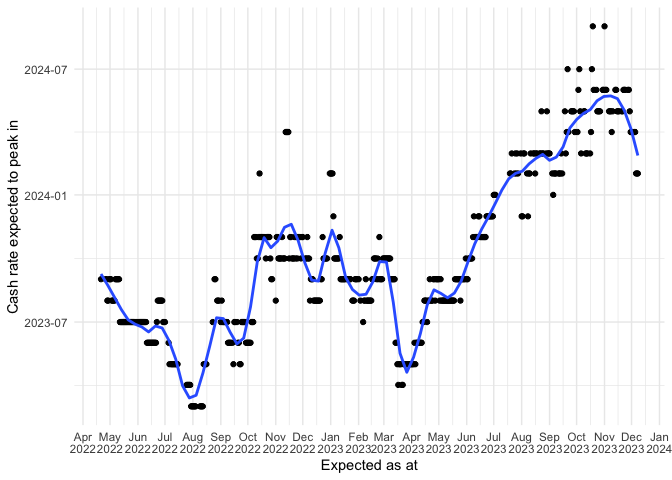 2024-07
2024-01
2023-07
Cash rate expected to peak in
Apr May Jun Jul Aug Sep Oct Nov Dec Jan Feb Mar Apr May Jun Jul Aug Sep Oct Nov Dec Jan
2022 2022 2022 2022 2022 2022 2022 2022 2022 2023 2023 2023 2023 2023 2023 2023 2023 2023 2023 2023 2023 2024
Expected as at